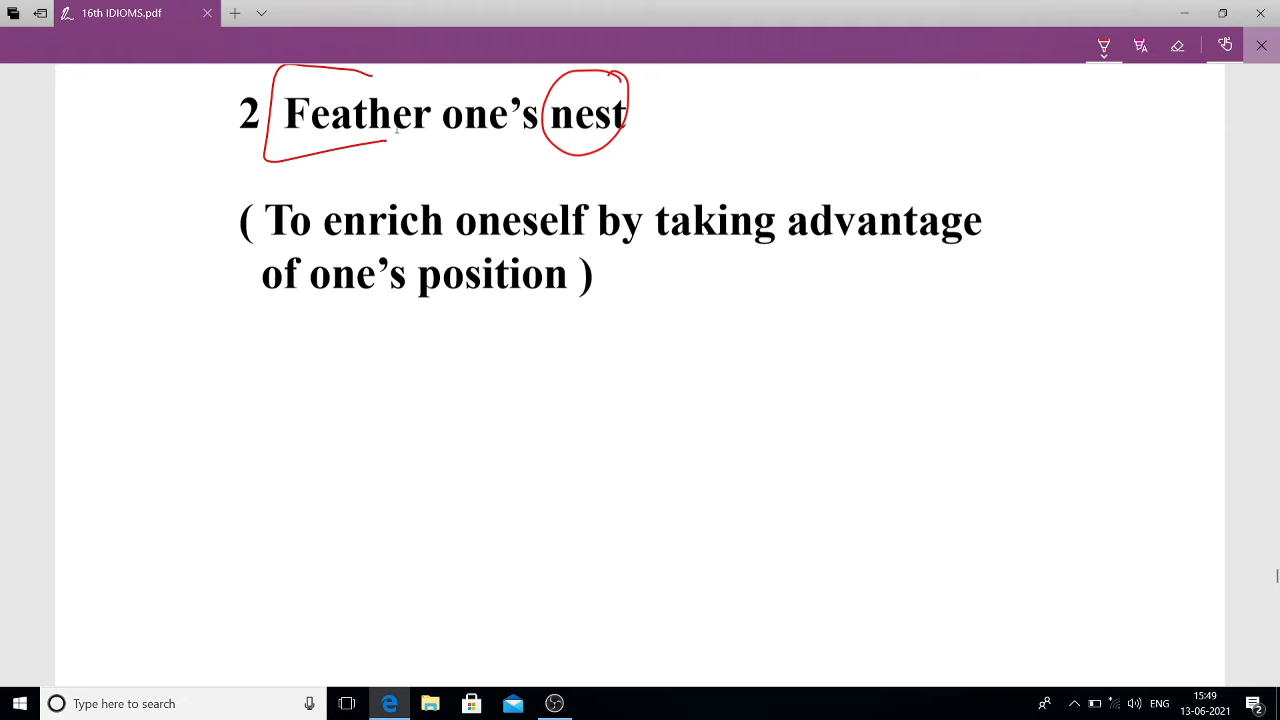 16th IDIOMS.pdf
2 Feather one’s nest
( To enrich oneself by taking advantage
of one’s position )
Type here to search
ENG
15:49
13-06-2021
2